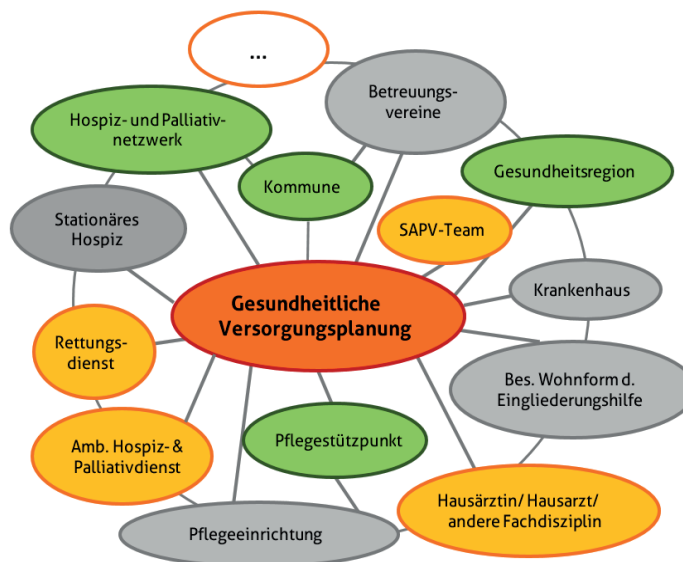 ...
Betreuungs-
vereine
Hospiz- und Palliativ-
netzwerk
Kommune
Gesundheitsregion
Stationäres
Hospiz
SAPV-Team
Krankenhaus
Gesundheitliche
Versorgungsplanung
Rettungs-
dienst
Bes. Wohnform d.
Eingliederungshilfe
Amb. Hospiz- &
Palliativdienst
Pflegestützpunkt
Hausärztin/ Hausarzt/
andere Fachdisziplin
Pflegeeinrichtung